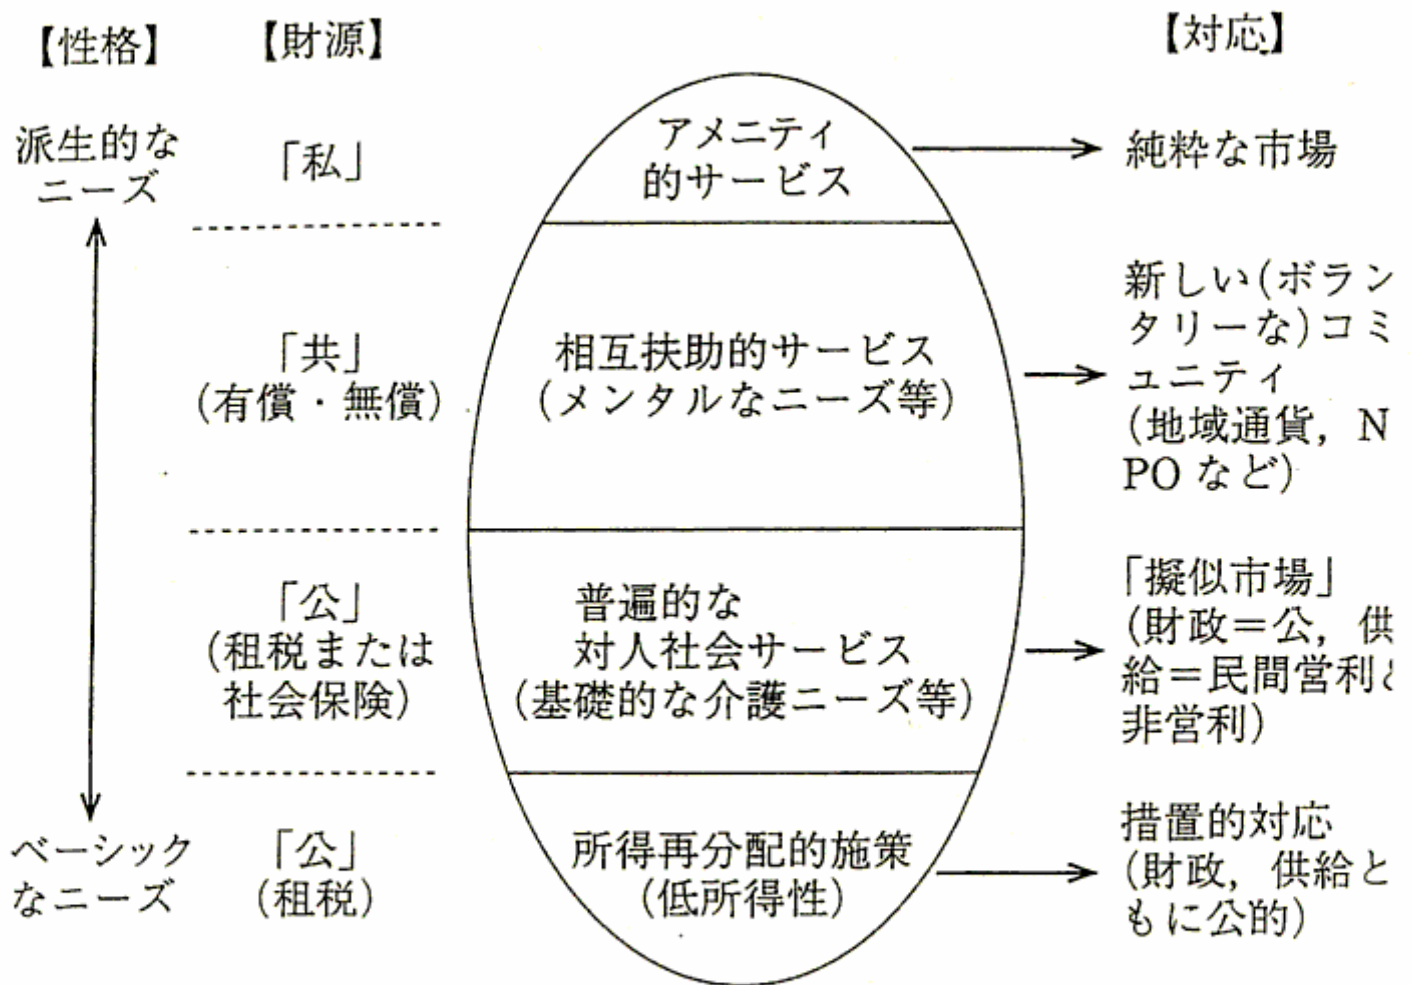 【性格】
【財源】
【対応】
派生的な
ニーズ
「私」
アメニティ
的サービス
純粋な市場
「共」
(有償・無償)
相互扶助的サービス
(メンタルなニーズ等)
新しい(ボラン
タリーな)コミ
ュニティ
(地域通貨，N
PO など)
「公」
(租税または
社会保険)
普遍的な
対人社会サービス
(基礎的な介護ニーズ等)
「擬似市場」
(財政＝公，供
給＝民間営利と
非営利)
ベーシック
なニーズ
「公」
(租税)
所得再分配的施策
(低所得性)
措置的対応
(財政，供給と
もに公的)